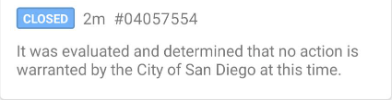 CLOSED 2m #04057554
It was evaluated and determined that no action is
warranted by the City of San Diego at this time.